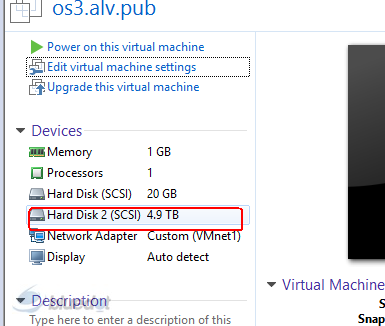 os3.alv.pub
Power on this virtual machine
Edit virtual machine settings
Upgrade this virtual machine
Devices
Memory 1 GB
Processors 1
Hard Disk (SCSI) 20 GB
Hard Disk 2 (SCSI) 4.9 TB
Network Adapter Custom (VMnet1)
Display Auto detect
Description
Type here to enter a description of this
Virtual Machine
Snap